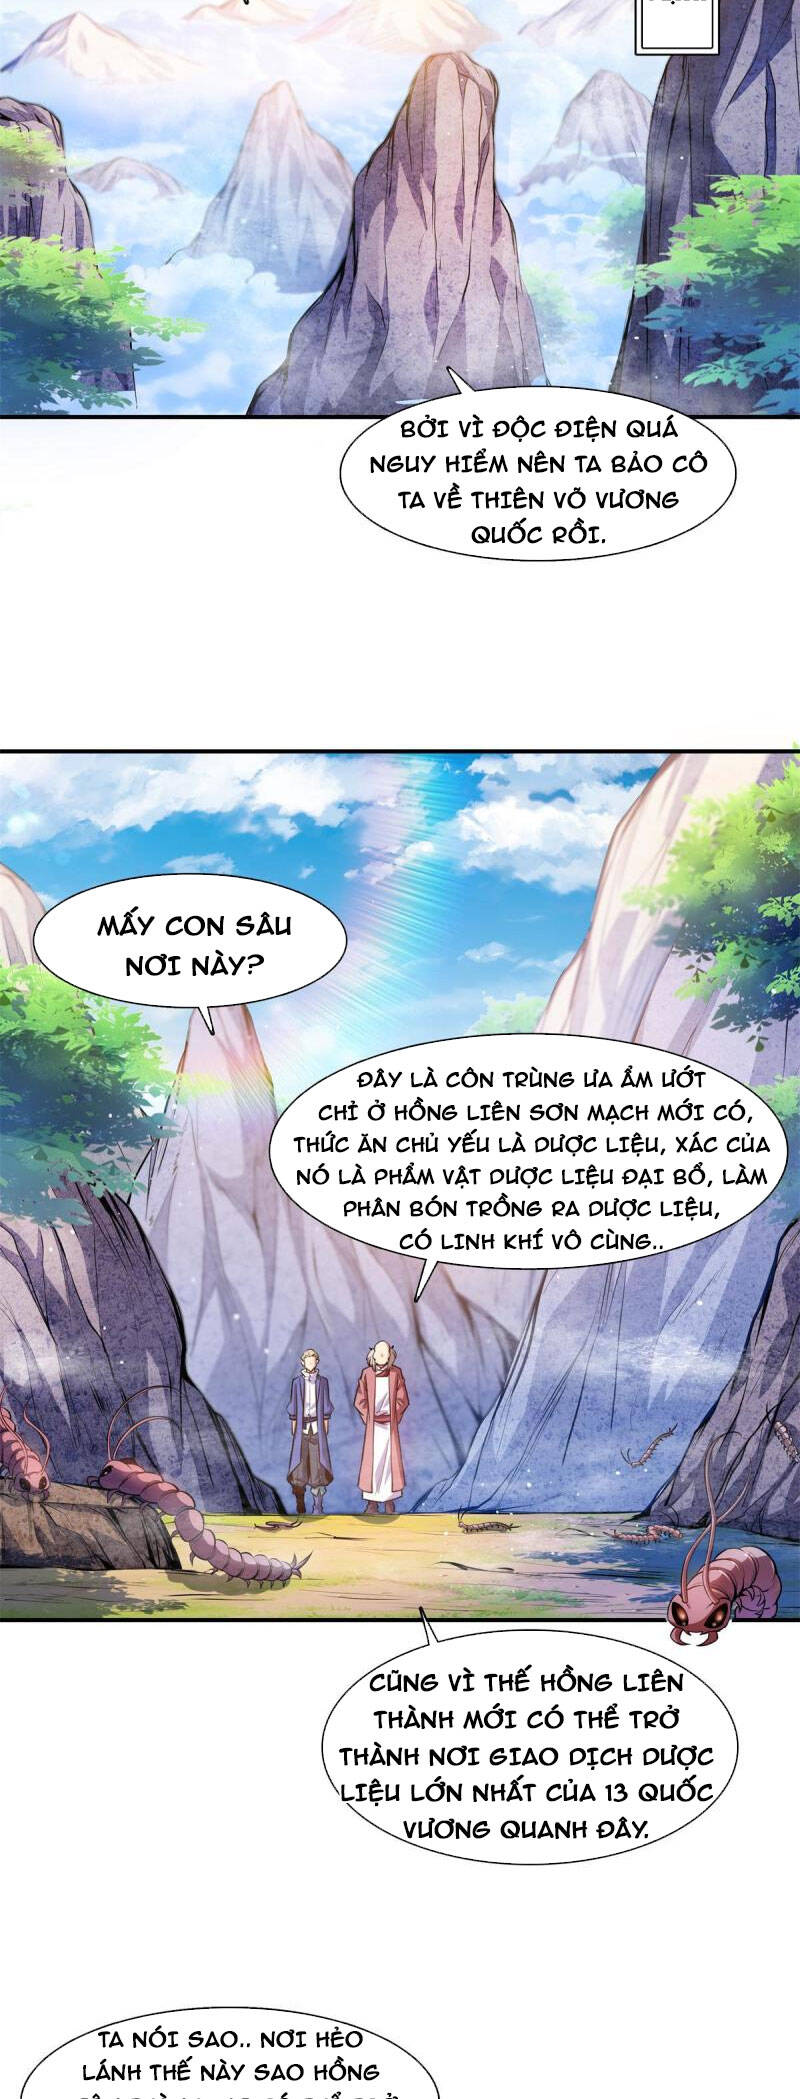 BỞI VÌ ĐỘC ĐIỆN QUÁ
NGUY HIỂM NÊN TA BẢO CÔ
TA VỀ THIÊN VÕ VƯƠNG
QUỐC RỒI.
MẤY CON SÂU
NƠI NÀY?
ĐÂY LÀ CÔN TRÙNG ƯA ẨM ƯỚT
CHỈ Ở HỒNG LIÊN SƠN MẠCH MỚI CÓ,
THỨC ĂN CHỦ YẾU LÀ DƯỢC LIỆU, XÁC CỦA
NÓ LÀ PHẨM VẬT DƯỢC LIỆU ĐẠI BỔ, LÀM
PHÂN BÓN TRỒNG RA DƯỢC LIỆU,
CÓ LINH KHÍ VÔ CÙNG..
CŨNG VÌ THẾ HỒNG LIÊN
THÀNH MỚI CÓ THỂ TRỞ
THÀNH NƠI GIAO DỊCH DƯỢC
LIỆU LỚN NHẤT CỦA 13 QUỐC
VƯƠNG QUANH ĐÂY.
TA NÓI SAO.. NƠI HẺO
LÁNH THẾ NÀY SAO HỒNG